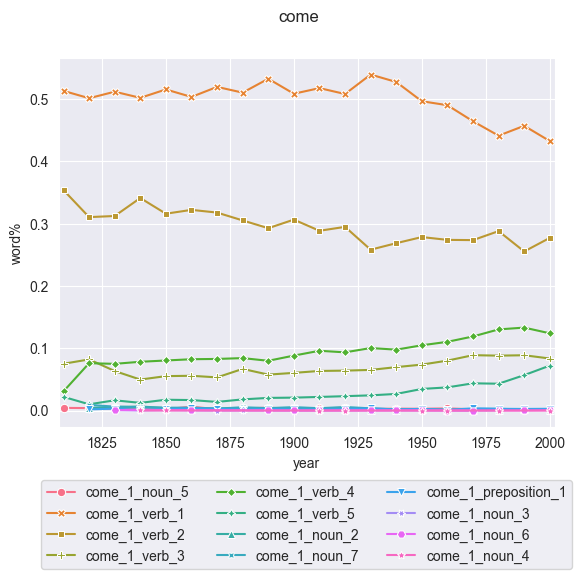 come
word%
0.5
0.4
0.3
0.2
0.1
0.0
1825 1850 1875 1900 1925 1950 1975 2000
year
come_1_noun_5 come_1_verb_4 come_1_preposition_1
come_1_verb_1 come_1_verb_5 come_1_noun_3
come_1_verb_2 come_1_noun_2 come_1_noun_6
come_1_verb_3 come_1_noun_7 come_1_noun_4